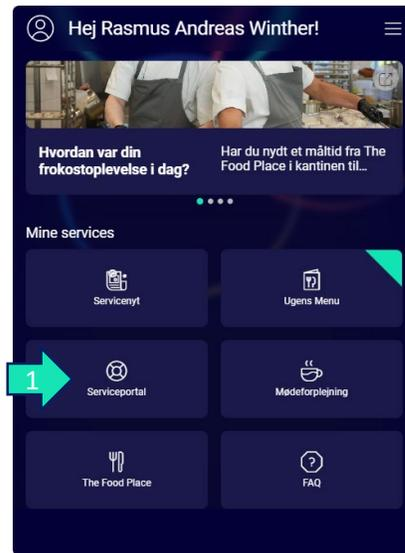 Hej Rasmus Andreas Winther!
Hvordan var din
frokostoplevelse i dag?
Har du nydt et måltid fra The
Food Place i kantinen til...
Mine services
Servicenyt
Ugens Menu
1
Serviceportal
Mødeforplejning
The Food Place
FAQ